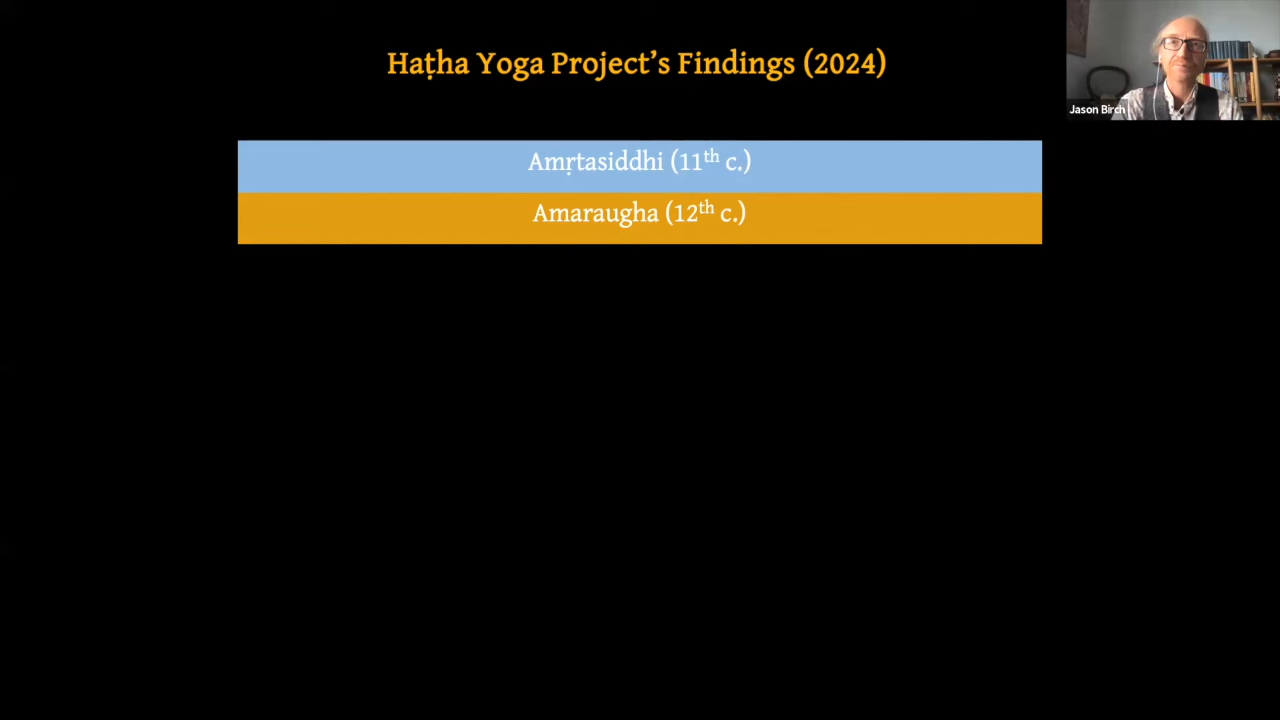 Haṭha Yoga Project’s Findings (2024)
Jason Birch
Amṛtasiddhi (11th c.)
Amaraugha (12th c.)